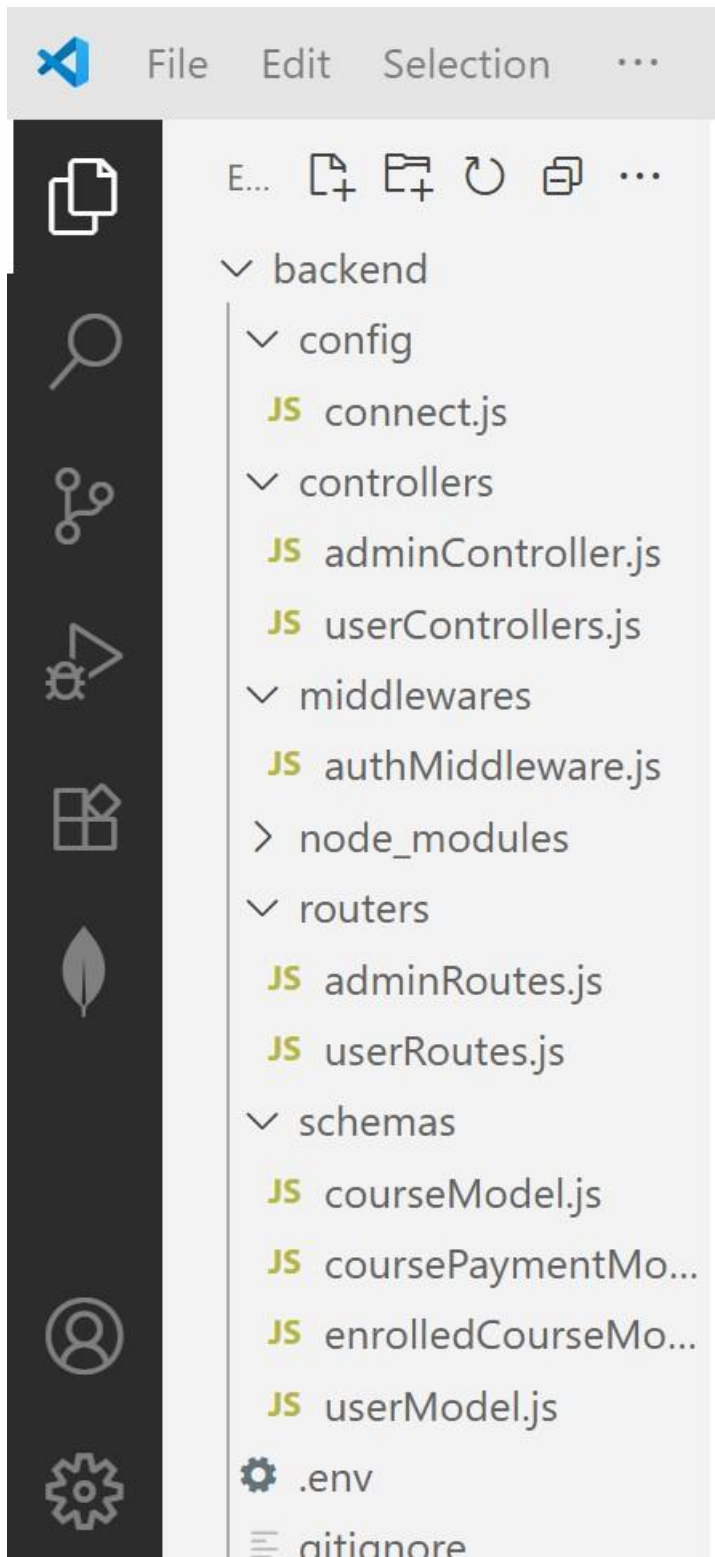 File Edit Selection ...
E... ...
backend
config
JS connect.js
controllers
JS adminController.js
JS userControllers.js
middlewares
JS authMiddleware.js
node_modules
routers
JS adminRoutes.js
JS userRoutes.js
schemas
JS courseModel.js
JS coursePaymentMo...
JS enrolledCourseMo...
JS userModel.js
.env
gitignore